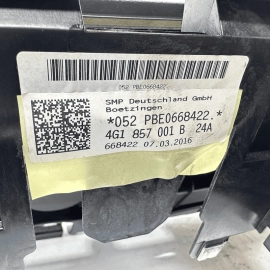 052 PBE0668422
SMP Deutschland GmbH
Boetzingen
*052 PBE0668422.*
4G1 857 001 B 24A
668422 07.03.2016